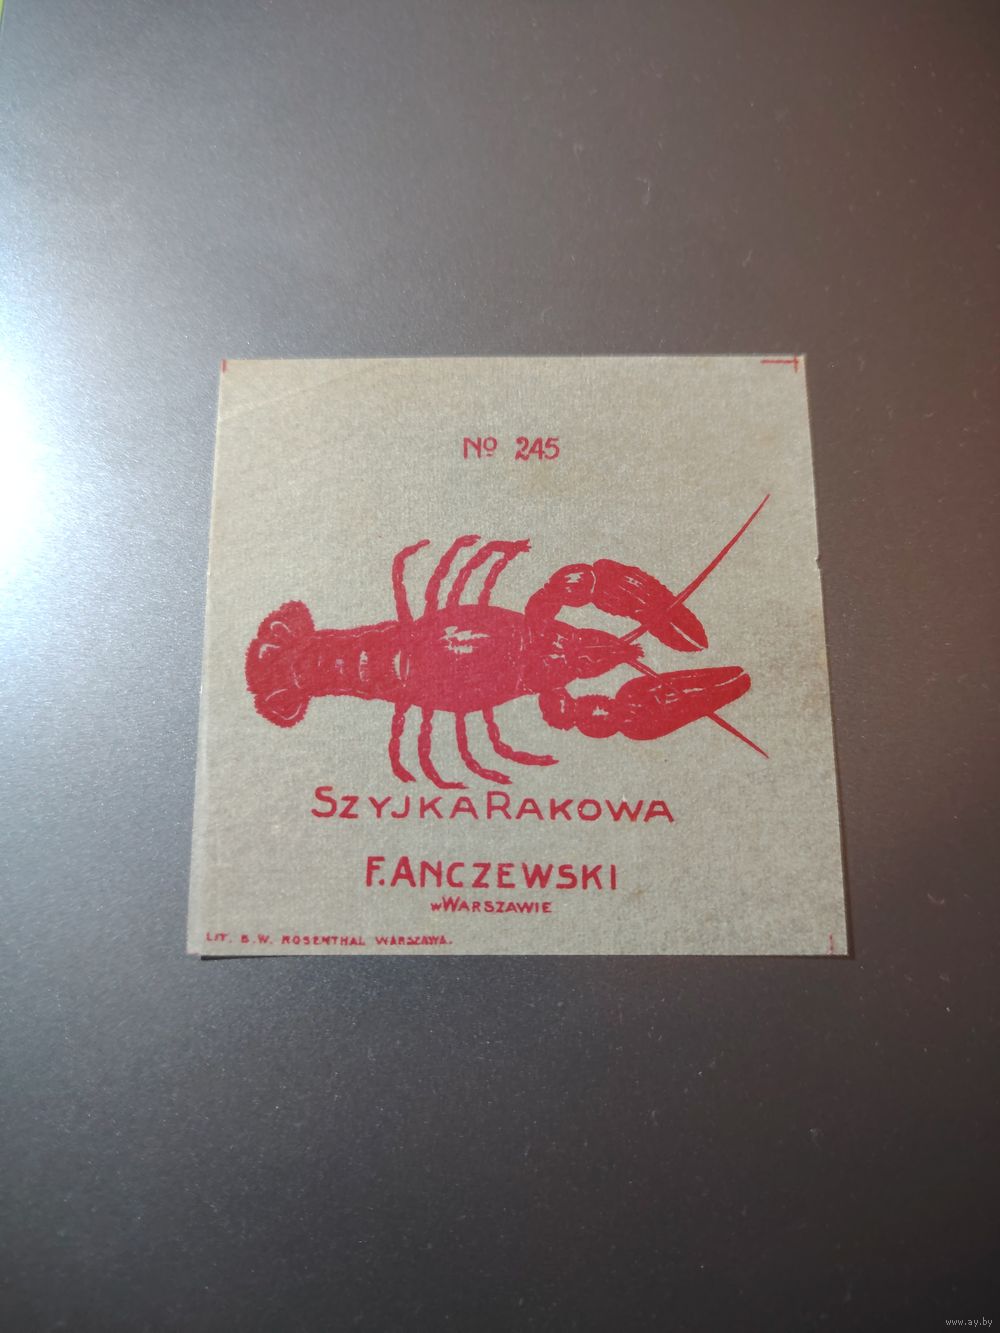 No 245
SZYJKA RAKOWA
F. ANCZEWSKI
w WARSZAWIE
LIT. B. W. ROSENTHAL WARSZAWA.
www.ay.by